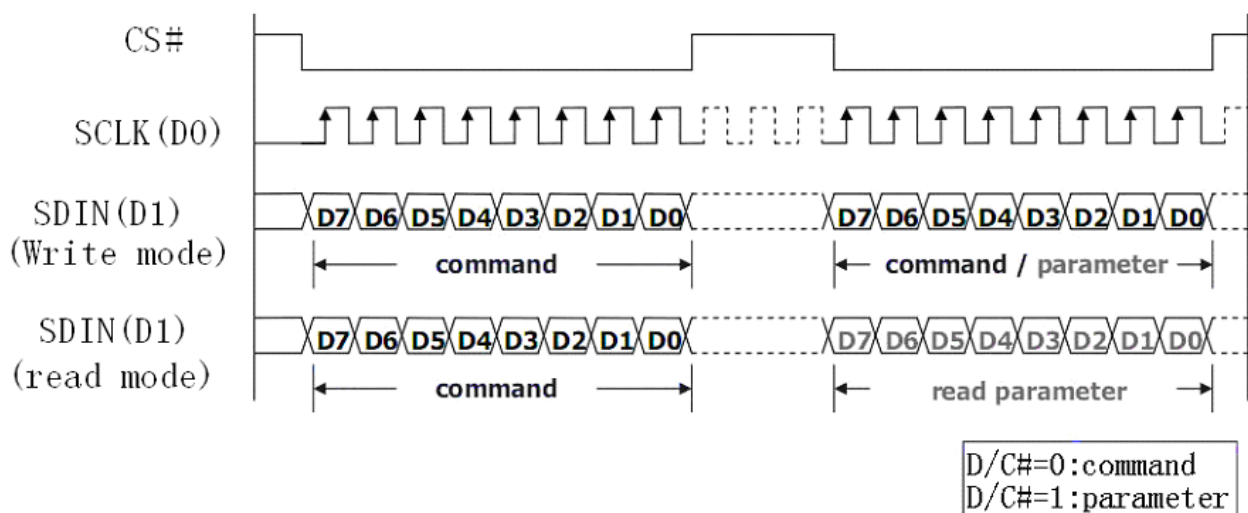 CS#
SCLK(D0)
SDIN(D1)
(Write mode)
D7 D6 D5 D4 D3 D2 D1 D0
D7 D6 D5 D4 D3 D2 D1 D0
command
command / parameter
SDIN(D1)
(read mode)
D7 D6 D5 D4 D3 D2 D1 D0
D7 D6 D5 D4 D3 D2 D1 D0
command
read parameter
D/C#=0:command
D/C#=1:parameter